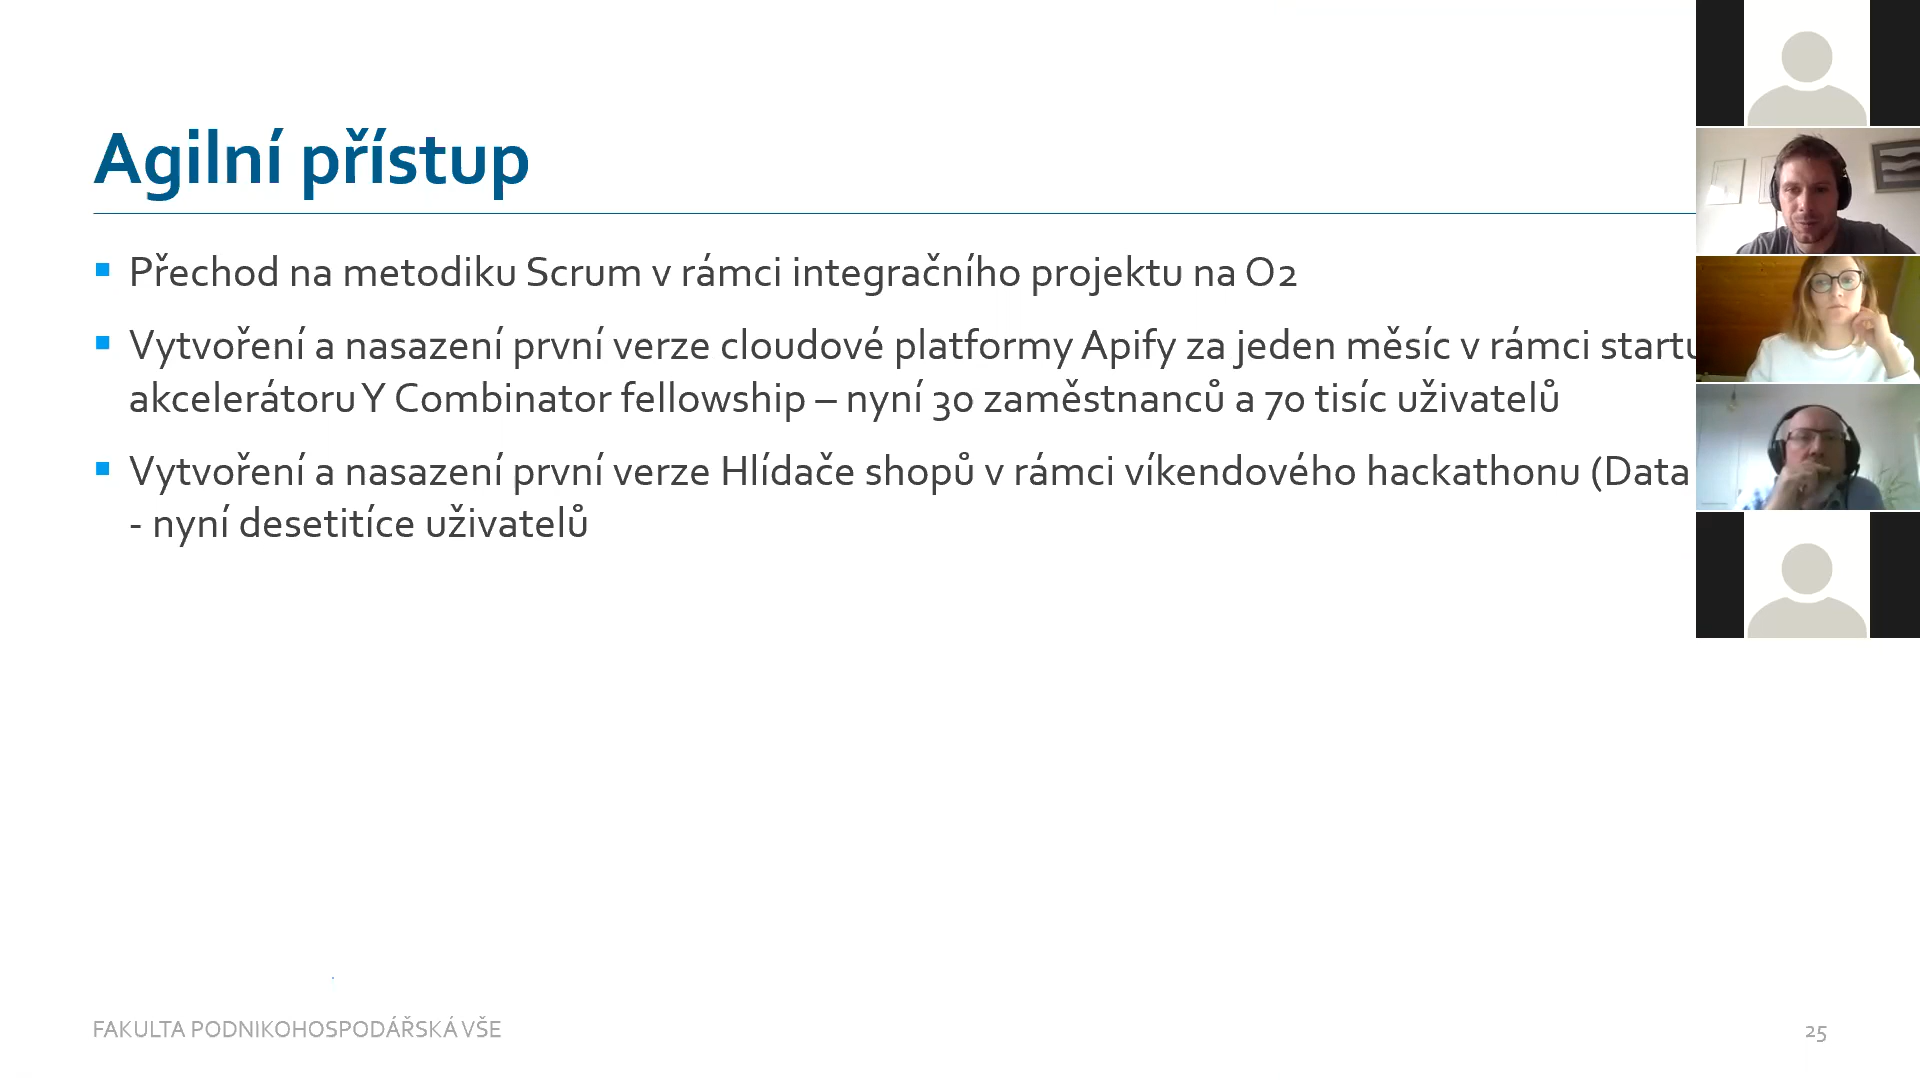 Agilní přístup
Přechod na metodiku Scrum v rámci integračního projektu na O2
Vytvoření a nasazení první verze cloudové platformy Apify za jeden měsíc v rámci
akcelerátoru Y Combinator fellowship – nyní 30 zaměstnanců a 70 tisíc uživatelů
Vytvoření a nasazení první verze Hlídače shopů v rámci víkendového hackathonu (Data
- nyní desetitíce uživatelů
FAKULTA PODNIKOHOSPODÁŘSKÁ VŠE
25